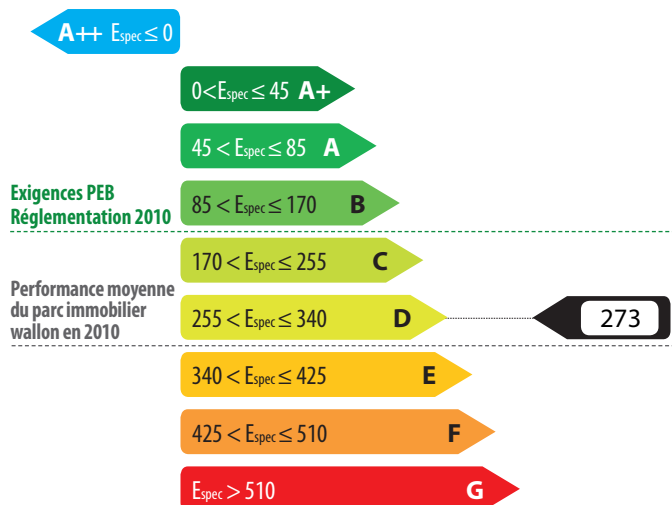 A++ Espec ≤ 0
0<Espec ≤ 45 A+
45 < Espec ≤ 85 A
Exigences PEB
Réglementation 2010
85 < Espec ≤ 170 B
170 < Espec ≤ 255 C
Performance moyenne
du parc immobilier
wallon en 2010
255 < Espec ≤ 340 D
273
340 < Espec ≤ 425 E
425 < Espec ≤ 510 F
Espec > 510 G